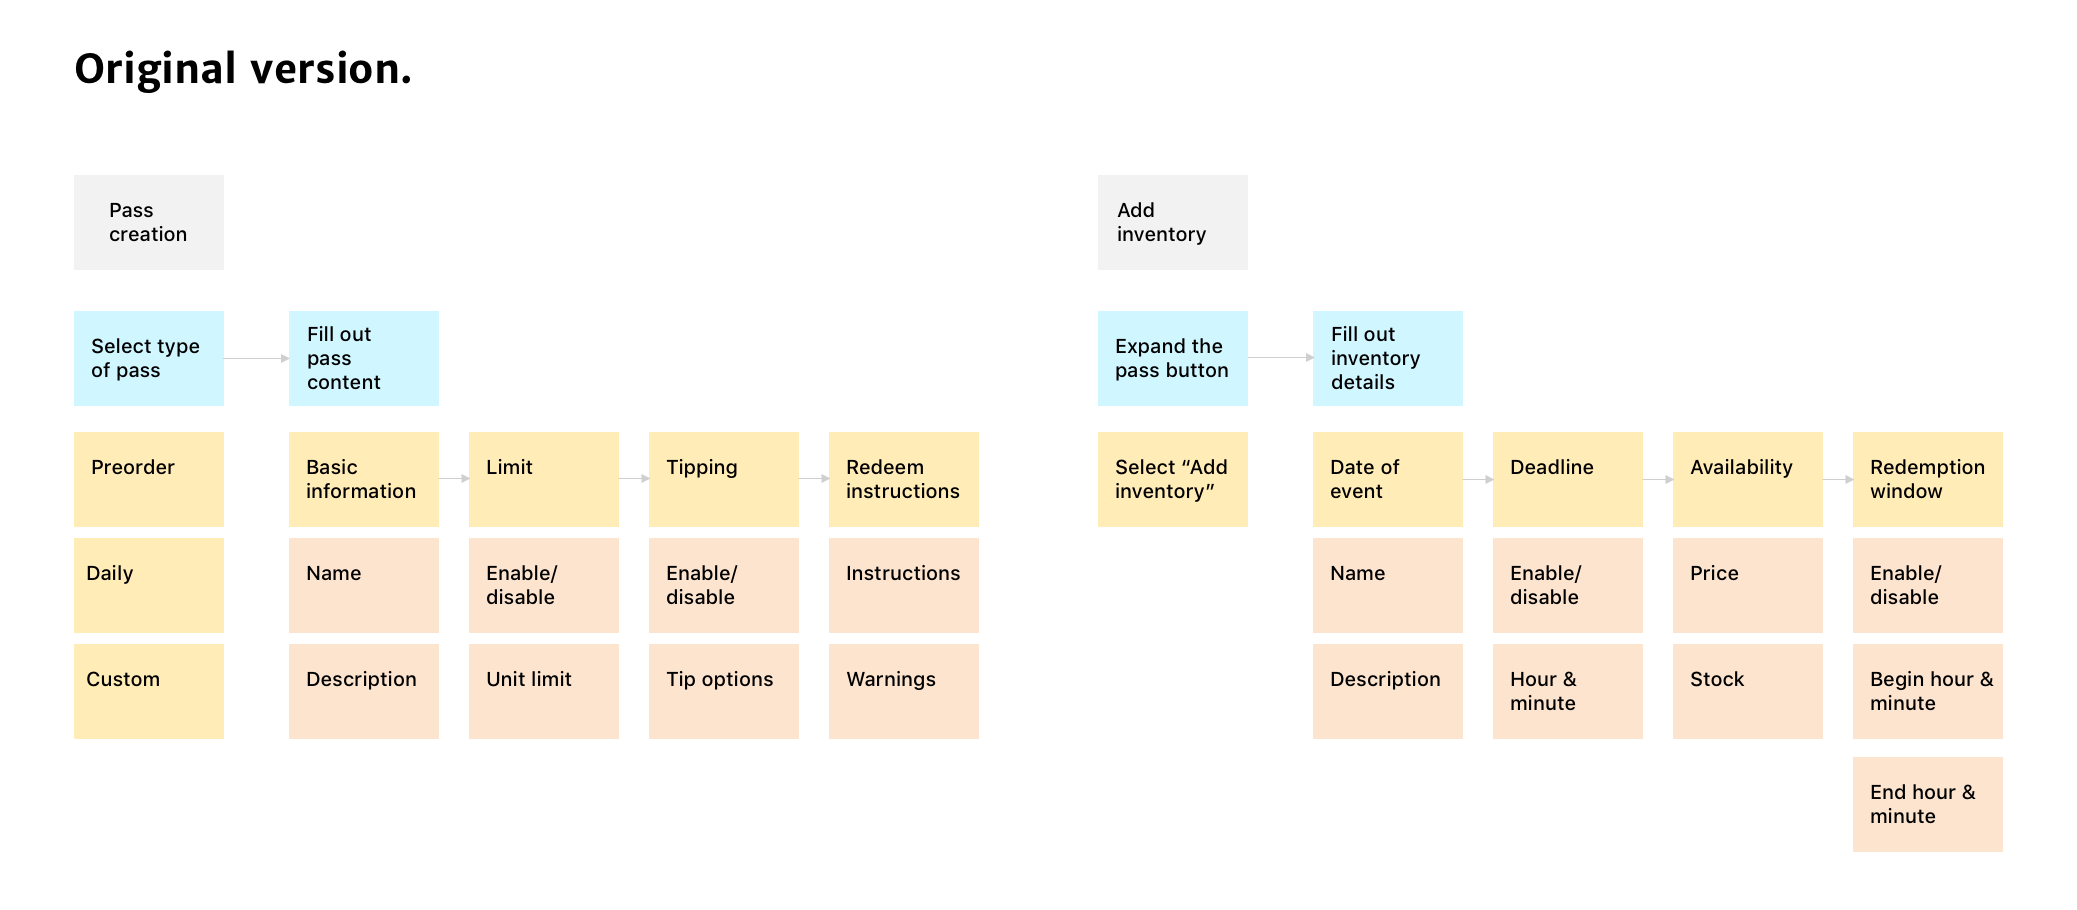 Original version.
Pass
creation
Select type
of pass
Fill out
pass
content
Preorder
Daily
Custom
Basic
information
Name
Description
Limit
Enable/
disable
Unit limit
Tipping
Enable/
disable
Tip options
Redeem
instructions
Instructions
Warnings
Add
inventory
Expand the
pass button
Fill out
inventory
details
Select “Add
inventory”
Date of
event
Name
Description
Deadline
Enable/
disable
Hour &
minute
Availability
Price
Stock
Redemption
window
Enable/
disable
Begin hour &
minute
End hour &
minute